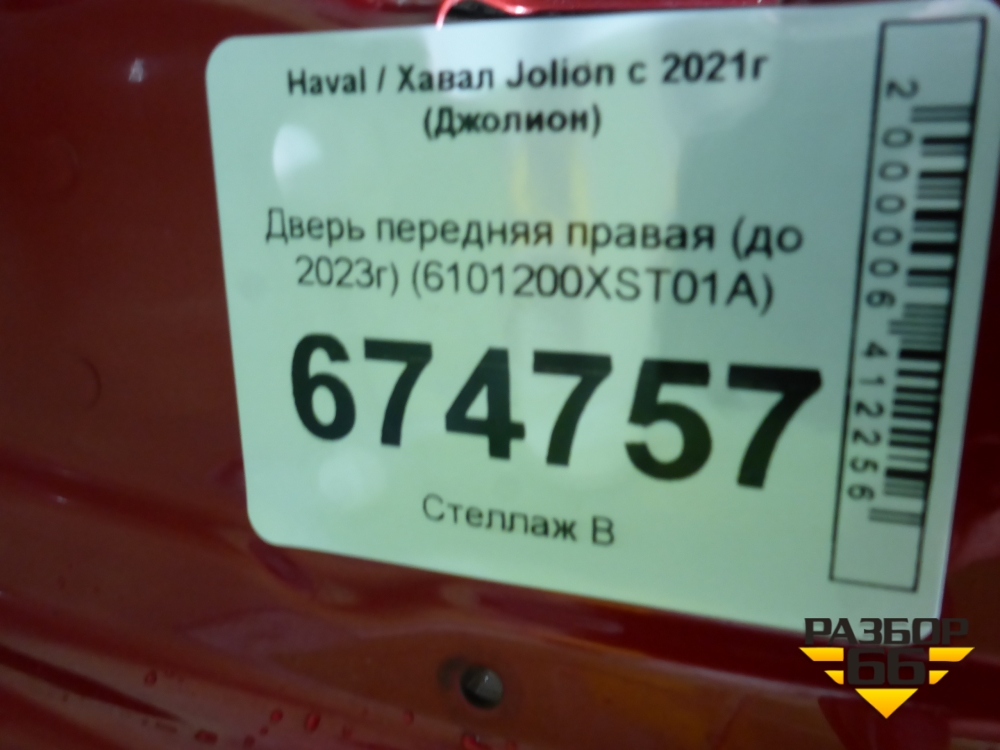 Haval / Хавал Jolion с 2021г
(Джолион)
Дверь передняя правая (до
2023г) (6101200XST01A)
674757
Стеллаж В
2000006412256
РАЗБОР
66